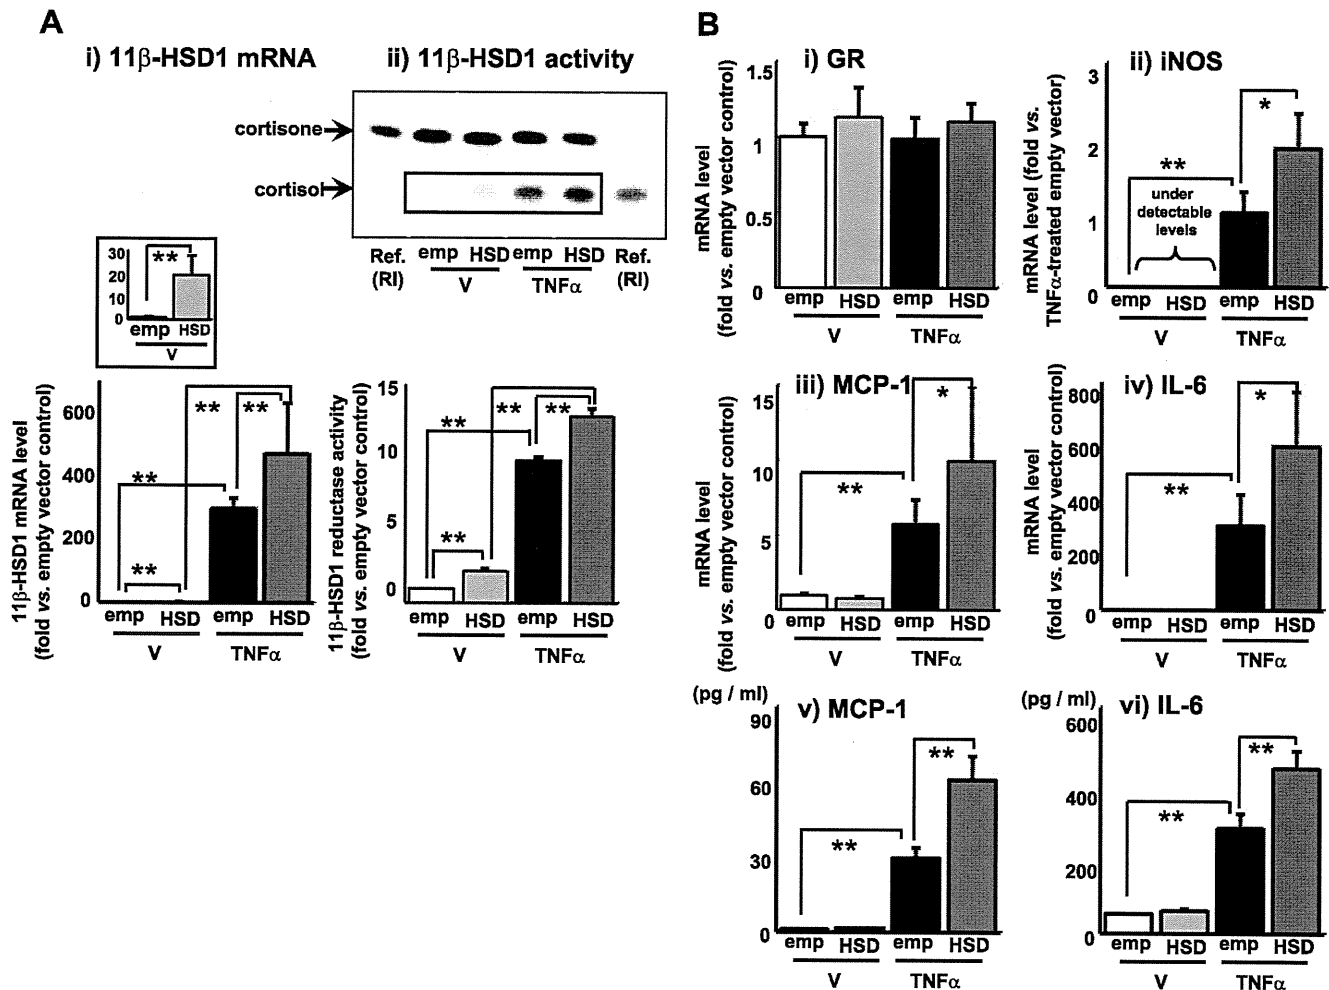 A
i) 11β-HSD1 mRNA
ii) 11β-HSD1 activity
cortisone
cortisol
Ref. (RI)
emp
HSD
emp
HSD
Ref. (RI)
V
TNFα
30
20
10
0
**
emp
HSD
V
11β-HSD1 mRNA level
(fold vs. empty vector control)
600
400
200
0
**
**
**
**
emp
HSD
emp
HSD
V
TNFα
11β-HSD1 reductase activity
(fold vs. empty vector control)
15
10
5
0
**
**
**
**
emp
HSD
emp
HSD
V
TNFα
B
i) GR
mRNA level
(fold vs. empty vector control)
1.5
1
0.5
0
emp
HSD
emp
HSD
V
TNFα
ii) iNOS
mRNA level (fold vs.
TNFα-treated empty vector)
3
2
1
0
**
*
under
detectable
levels
emp
HSD
emp
HSD
V
TNFα
iii) MCP-1
mRNA level
(fold vs. empty vector control)
15
10
5
0
**
*
emp
HSD
emp
HSD
V
TNFα
iv) IL-6
mRNA level
(fold vs. empty vector control)
800
600
400
200
0
**
*
emp
HSD
emp
HSD
V
TNFα
(pg / ml)
v) MCP-1
90
60
30
0
**
**
emp
HSD
emp
HSD
V
TNFα
(pg / ml)
vi) IL-6
600
400
200
0
**
**
emp
HSD
emp
HSD
V
TNFα